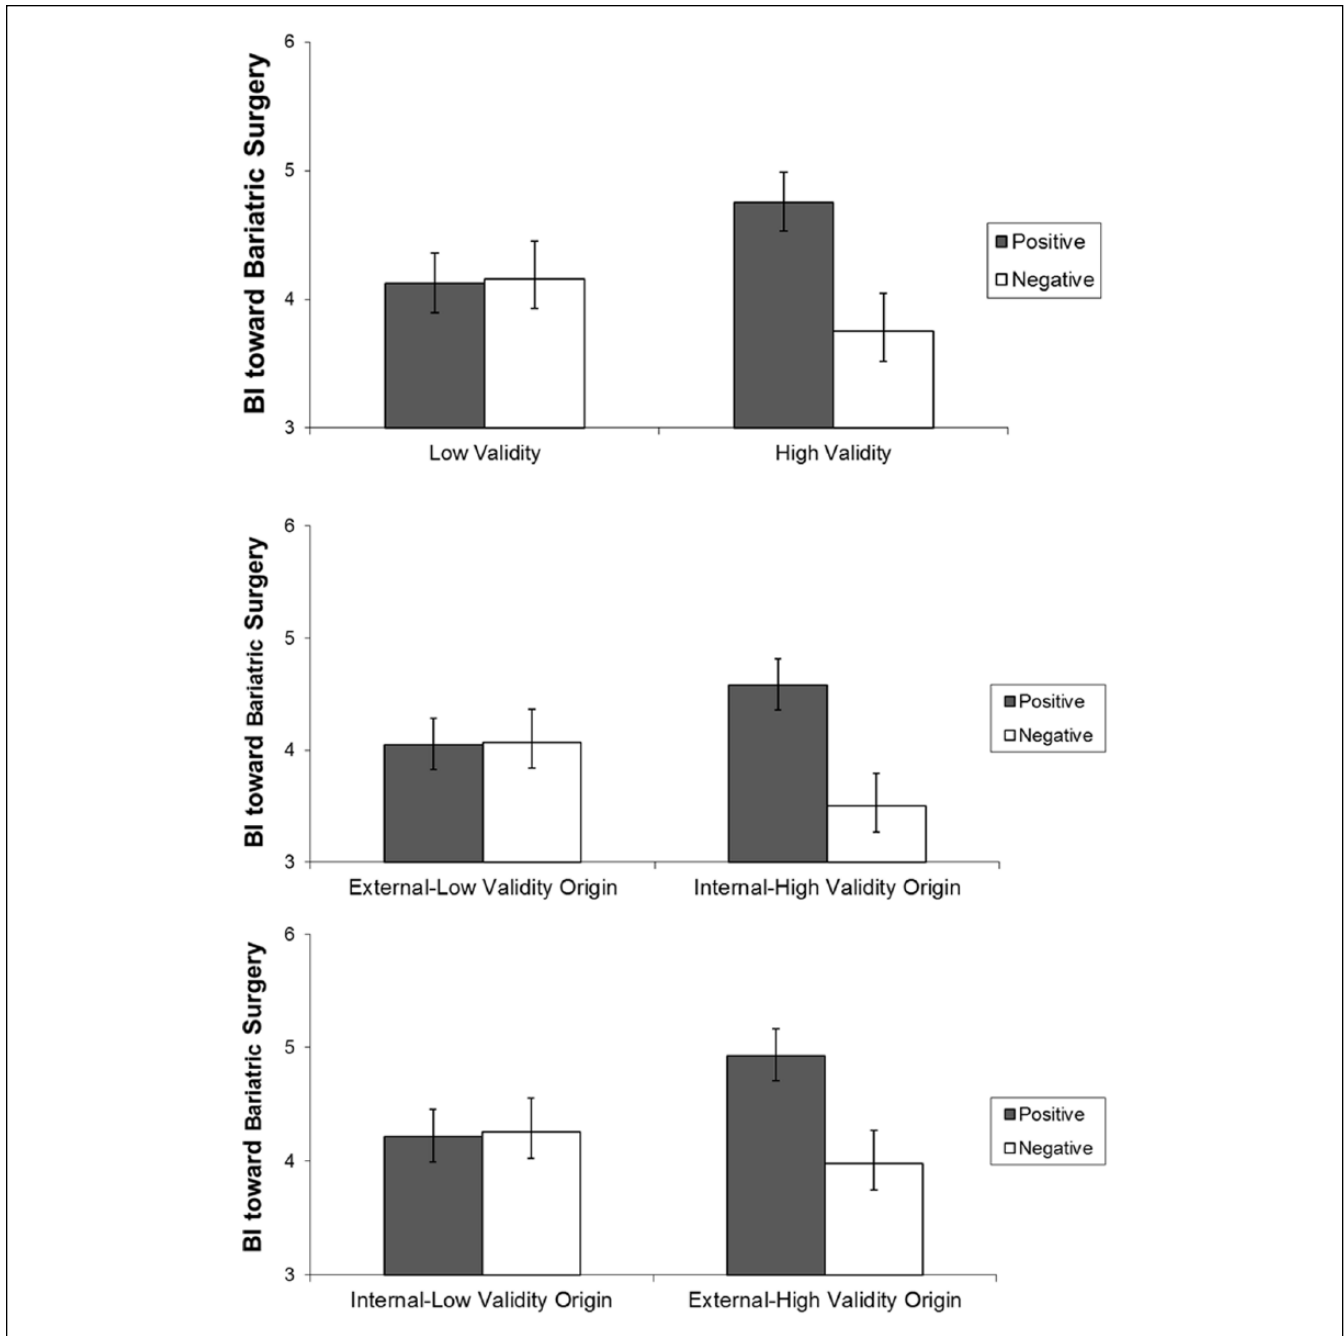 BI toward Bariatric Surgery
6
5
4
3
Low Validity
High Validity
Positive
Negative
BI toward Bariatric Surgery
6
5
4
3
External-Low Validity Origin
Internal-High Validity Origin
Positive
Negative
BI toward Bariatric Surgery
6
5
4
3
Internal-Low Validity Origin
External-High Validity Origin
Positive
Negative